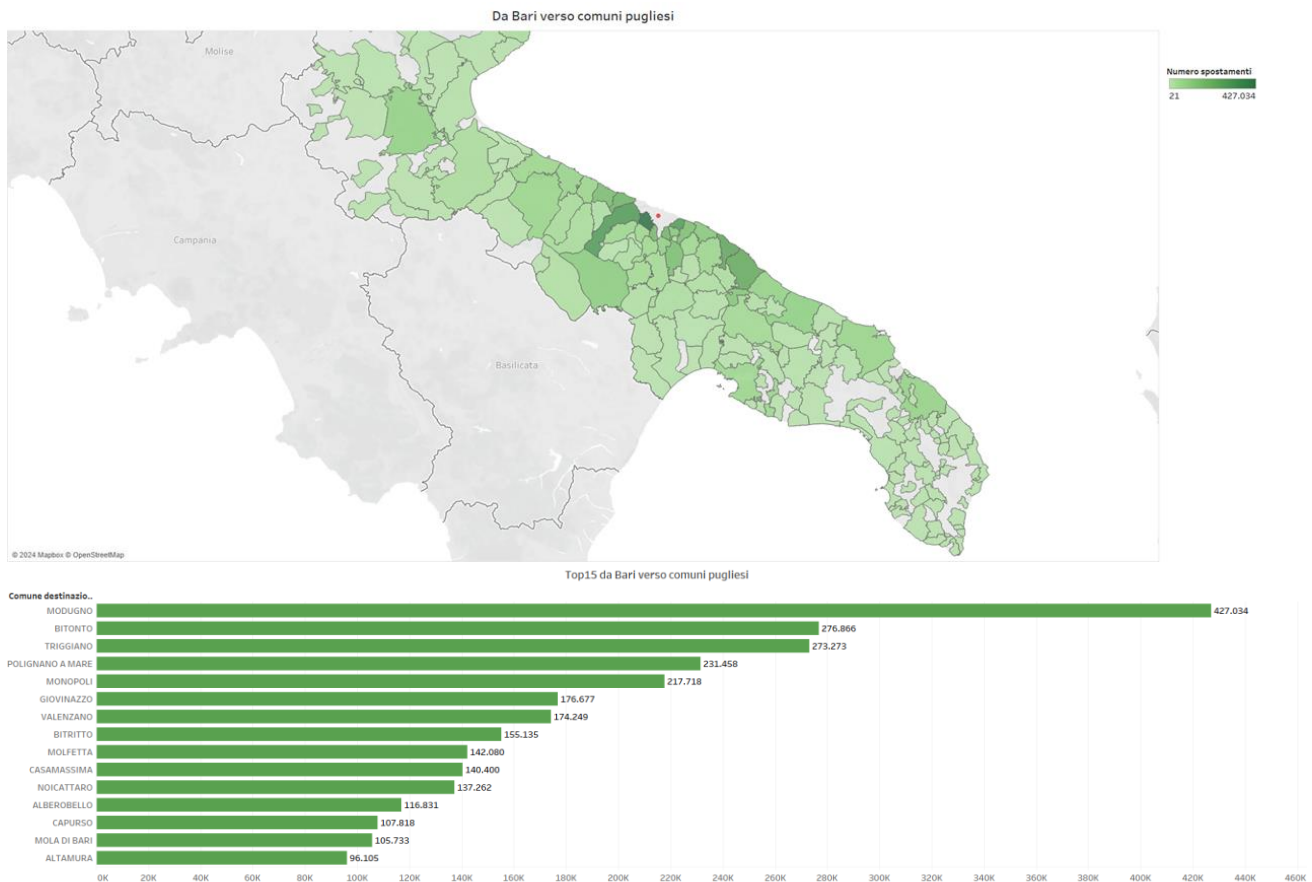 Da Bari verso comuni pugliesi
Molise
Campania
Basilicata
Numero spostamenti
21 427.034
© 2024 Mapbox © OpenStreetMap
Top15 da Bari verso comuni pugliesi
Comune destinazio..
MODUGNO 427.034
BITONTO 276.866
TRIGGIANO 273.273
POLIGNANO A MARE 231.458
MONOPOLI 217.718
GIOVINAZZO 176.677
VALENZANO 174.249
BITRITTO 155.135
MOLFETTA 142.080
CASAMASSIMA 140.400
NOICATTARO 137.262
ALBEROBELLO 116.831
CAPURSO 107.818
MOLA DI BARI 105.733
ALTAMURA 96.105
0K 20K 40K 60K 80K 100K 120K 140K 160K 180K 200K 220K 240K 260K 280K 300K 320K 340K 360K 380K 400K 420K 440K 460K